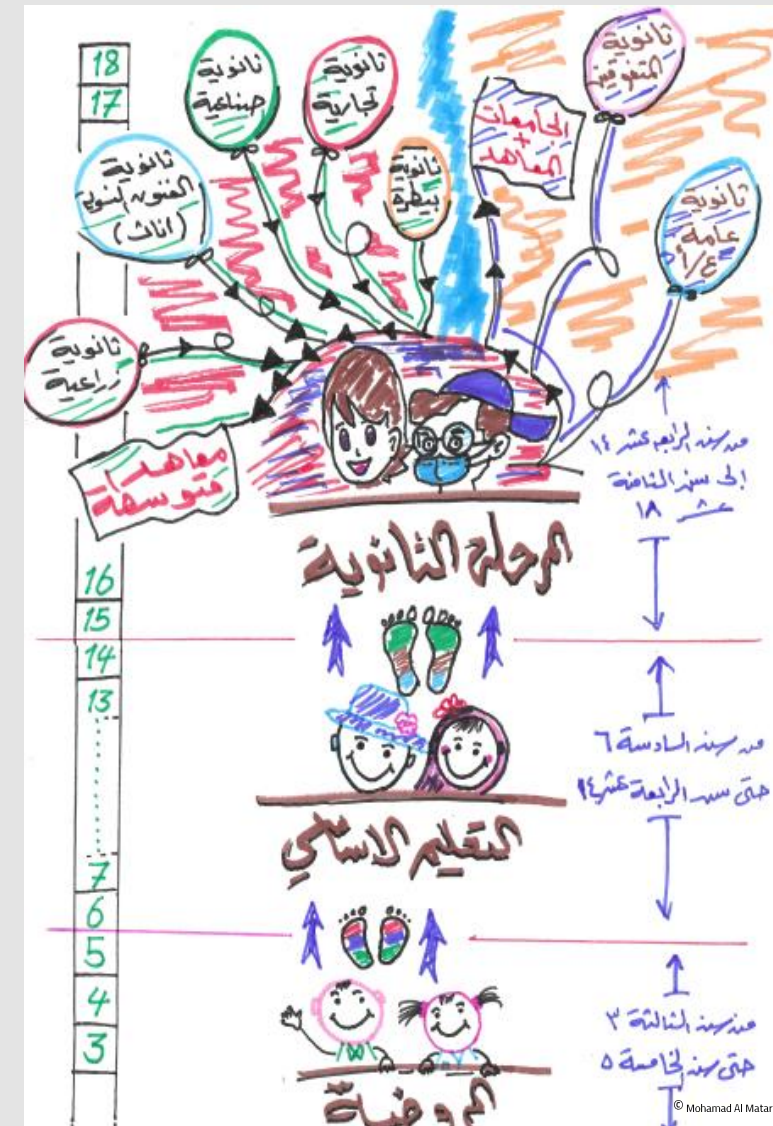 18
17
ثانوية
صناعية
ثانوية
تجارية
ثانوية
بيطرة
الجامعات
+
المعاهد
ثانوية
المتفوقين
ثانوية
عامة
ع/أ
ثانوية
الفنون النسوية
(اناث)
ثانوية
زراعية
معاهد
متوسطة
من سن الرابعة عشر ١٤
إلى سن الثامنة
عشر ١٨
المرحلة الثانوية
16
15
14
13
من سن السادسة ٦
حتى سن الرابعة عشر ١٤
التعليم الاساسي
7
6
5
4
3
من سن الثالثة ٣
حتى سن الخامسة ٥
الروضة
© Mohamad Al Matar